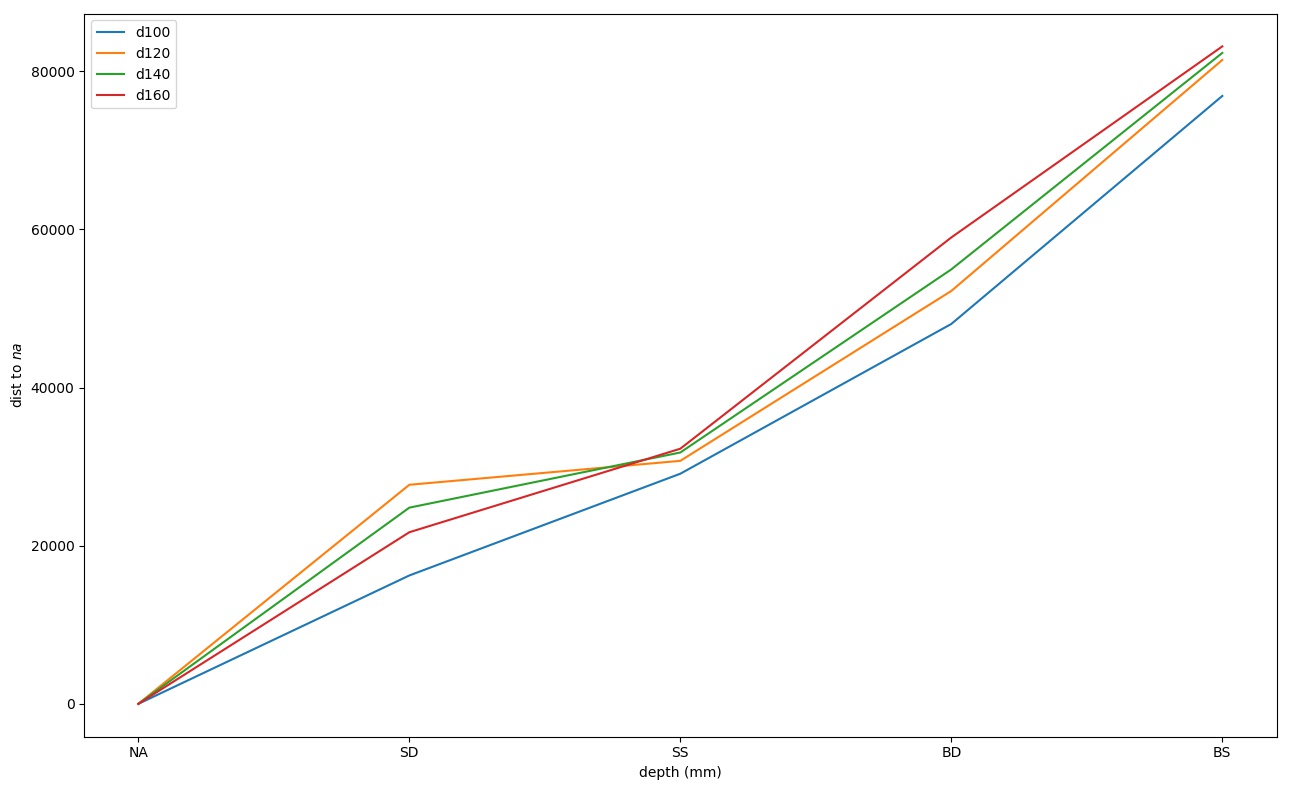 d100
d120
d140
d160
80000
60000
40000
20000
0
dist to na
NA SD SS BD BS
depth (mm)